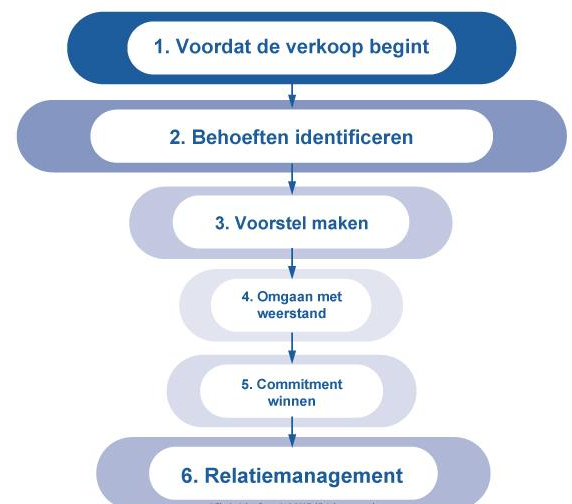 1. Voordat de verkoop begint
2. Behoeften identificeren
3. Voorstel maken
4. Omgaan met
weerstand
5. Commitment
winnen
6. Relatiemanagement